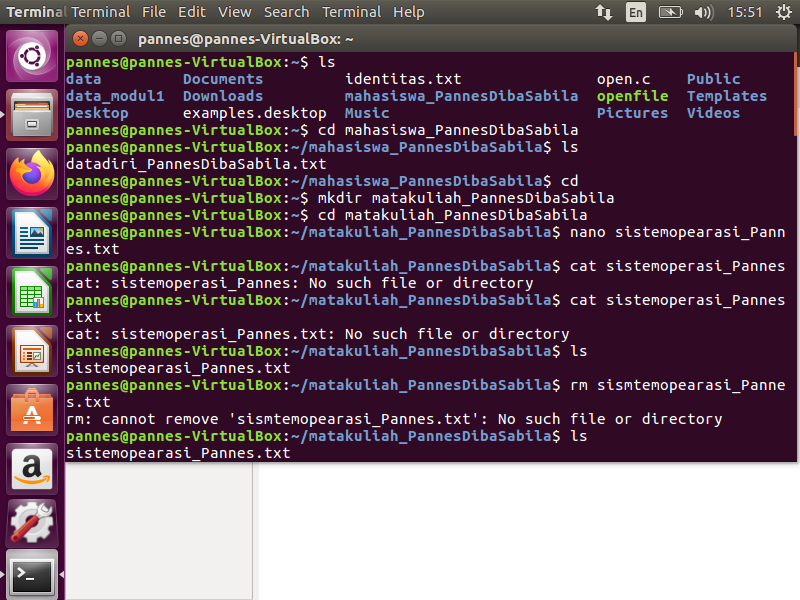 Terminal Terminal File Edit View Search Terminal Help En 15:51
pannes@pannes-VirtualBox: ~
pannes@pannes-VirtualBox:~$ ls
data Documents identitas.txt open.c Public
data_modul1 Downloads mahasiswa_PannesDibaSabila openfile Templates
Desktop examples.desktop Music Pictures Videos
pannes@pannes-VirtualBox:~$ cd mahasiswa_PannesDibaSabila
pannes@pannes-VirtualBox:~/mahasiswa_PannesDibaSabila$ ls
datadiri_PannesDibaSabila.txt
pannes@pannes-VirtualBox:~/mahasiswa_PannesDibaSabila$ cd
pannes@pannes-VirtualBox:~$ mkdir matakuliah_PannesDibaSabila
pannes@pannes-VirtualBox:~$ cd matakuliah_PannesDibaSabila
pannes@pannes-VirtualBox:~/matakuliah_PannesDibaSabila$ nano sistemopearasi_Pann
es.txt
pannes@pannes-VirtualBox:~/matakuliah_PannesDibaSabila$ cat sistemoperasi_Pannes
cat: sistemoperasi_Pannes: No such file or directory
pannes@pannes-VirtualBox:~/matakuliah_PannesDibaSabila$ cat sistemoperasi_Pannes
.txt
cat: sistemoperasi_Pannes.txt: No such file or directory
pannes@pannes-VirtualBox:~/matakuliah_PannesDibaSabila$ ls
sistemopearasi_Pannes.txt
pannes@pannes-VirtualBox:~/matakuliah_PannesDibaSabila$ rm sismtemopearasi_Panne
s.txt
rm: cannot remove 'sismtemopearasi_Pannes.txt': No such file or directory
pannes@pannes-VirtualBox:~/matakuliah_PannesDibaSabila$ ls
sistemopearasi_Pannes.txt